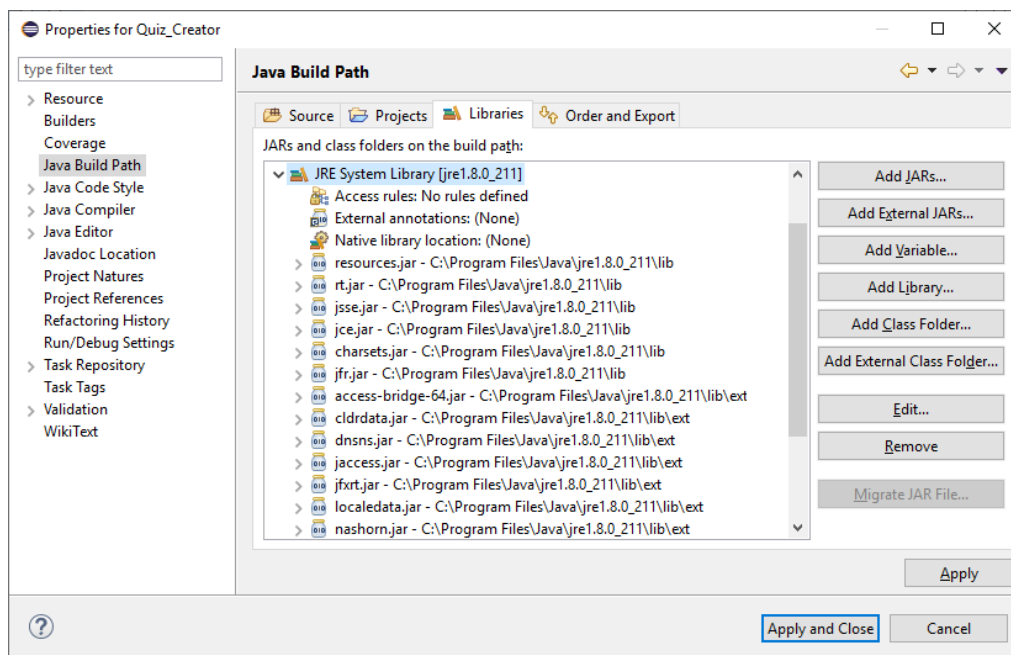 Properties for Quiz_Creator
type filter text
Resource
Builders
Coverage
Java Build Path
Java Code Style
Java Compiler
Java Editor
Javadoc Location
Project Natures
Project References
Refactoring History
Run/Debug Settings
Task Repository
Task Tags
Validation
WikiText
Java Build Path
Source Projects Libraries Order and Export
JARs and class folders on the build path:
JRE System Library [jre1.8.0_211]
Access rules: No rules defined
External annotations: (None)
Native library location: (None)
resources.jar - C:\Program Files\Java\jre1.8.0_211\lib
rt.jar - C:\Program Files\Java\jre1.8.0_211\lib
jsse.jar - C:\Program Files\Java\jre1.8.0_211\lib
jce.jar - C:\Program Files\Java\jre1.8.0_211\lib
charsets.jar - C:\Program Files\Java\jre1.8.0_211\lib
jfr.jar - C:\Program Files\Java\jre1.8.0_211\lib
access-bridge-64.jar - C:\Program Files\Java\jre1.8.0_211\lib\ext
cldrdata.jar - C:\Program Files\Java\jre1.8.0_211\lib\ext
dnsns.jar - C:\Program Files\Java\jre1.8.0_211\lib\ext
jaccess.jar - C:\Program Files\Java\jre1.8.0_211\lib\ext
jfxrt.jar - C:\Program Files\Java\jre1.8.0_211\lib\ext
localedata.jar - C:\Program Files\Java\jre1.8.0_211\lib\ext
nashorn.jar - C:\Program Files\Java\jre1.8.0_211\lib\ext
Add JARs...
Add External JARs...
Add Variable...
Add Library...
Add Class Folder...
Add External Class Folder...
Edit...
Remove
Migrate JAR File...
Apply
Apply and Close
Cancel